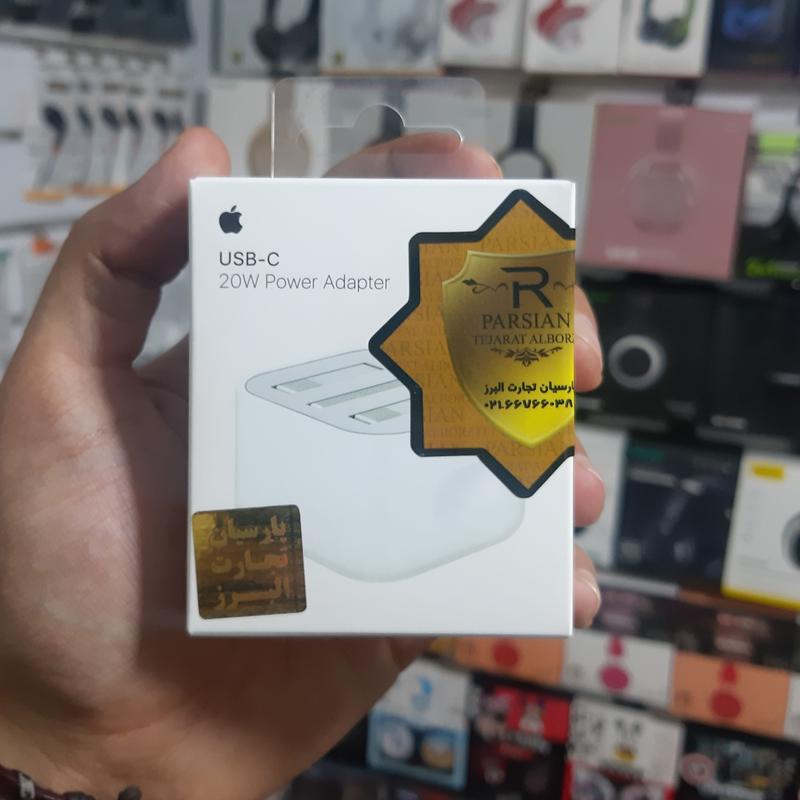 USB-C
20W Power Adapter
R
PARSIAN
TEJARAT ALBORZ
پارسیان تجارت البرز
۰۲۱۶۶۷۶۶۰۳۸
پارسیان
تجارت
البرز